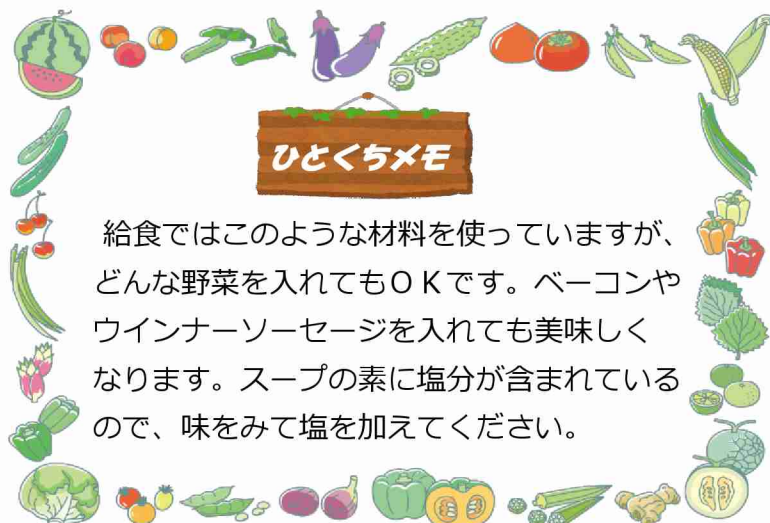 ひとくちメモ
給食ではこのような材料を使っていますが、
どんな野菜を入れてもＯＫです。ベーコンや
ウインナーソーセージを入れても美味しく
なります。スープの素に塩分が含まれている
ので、味をみて塩を加えてください。